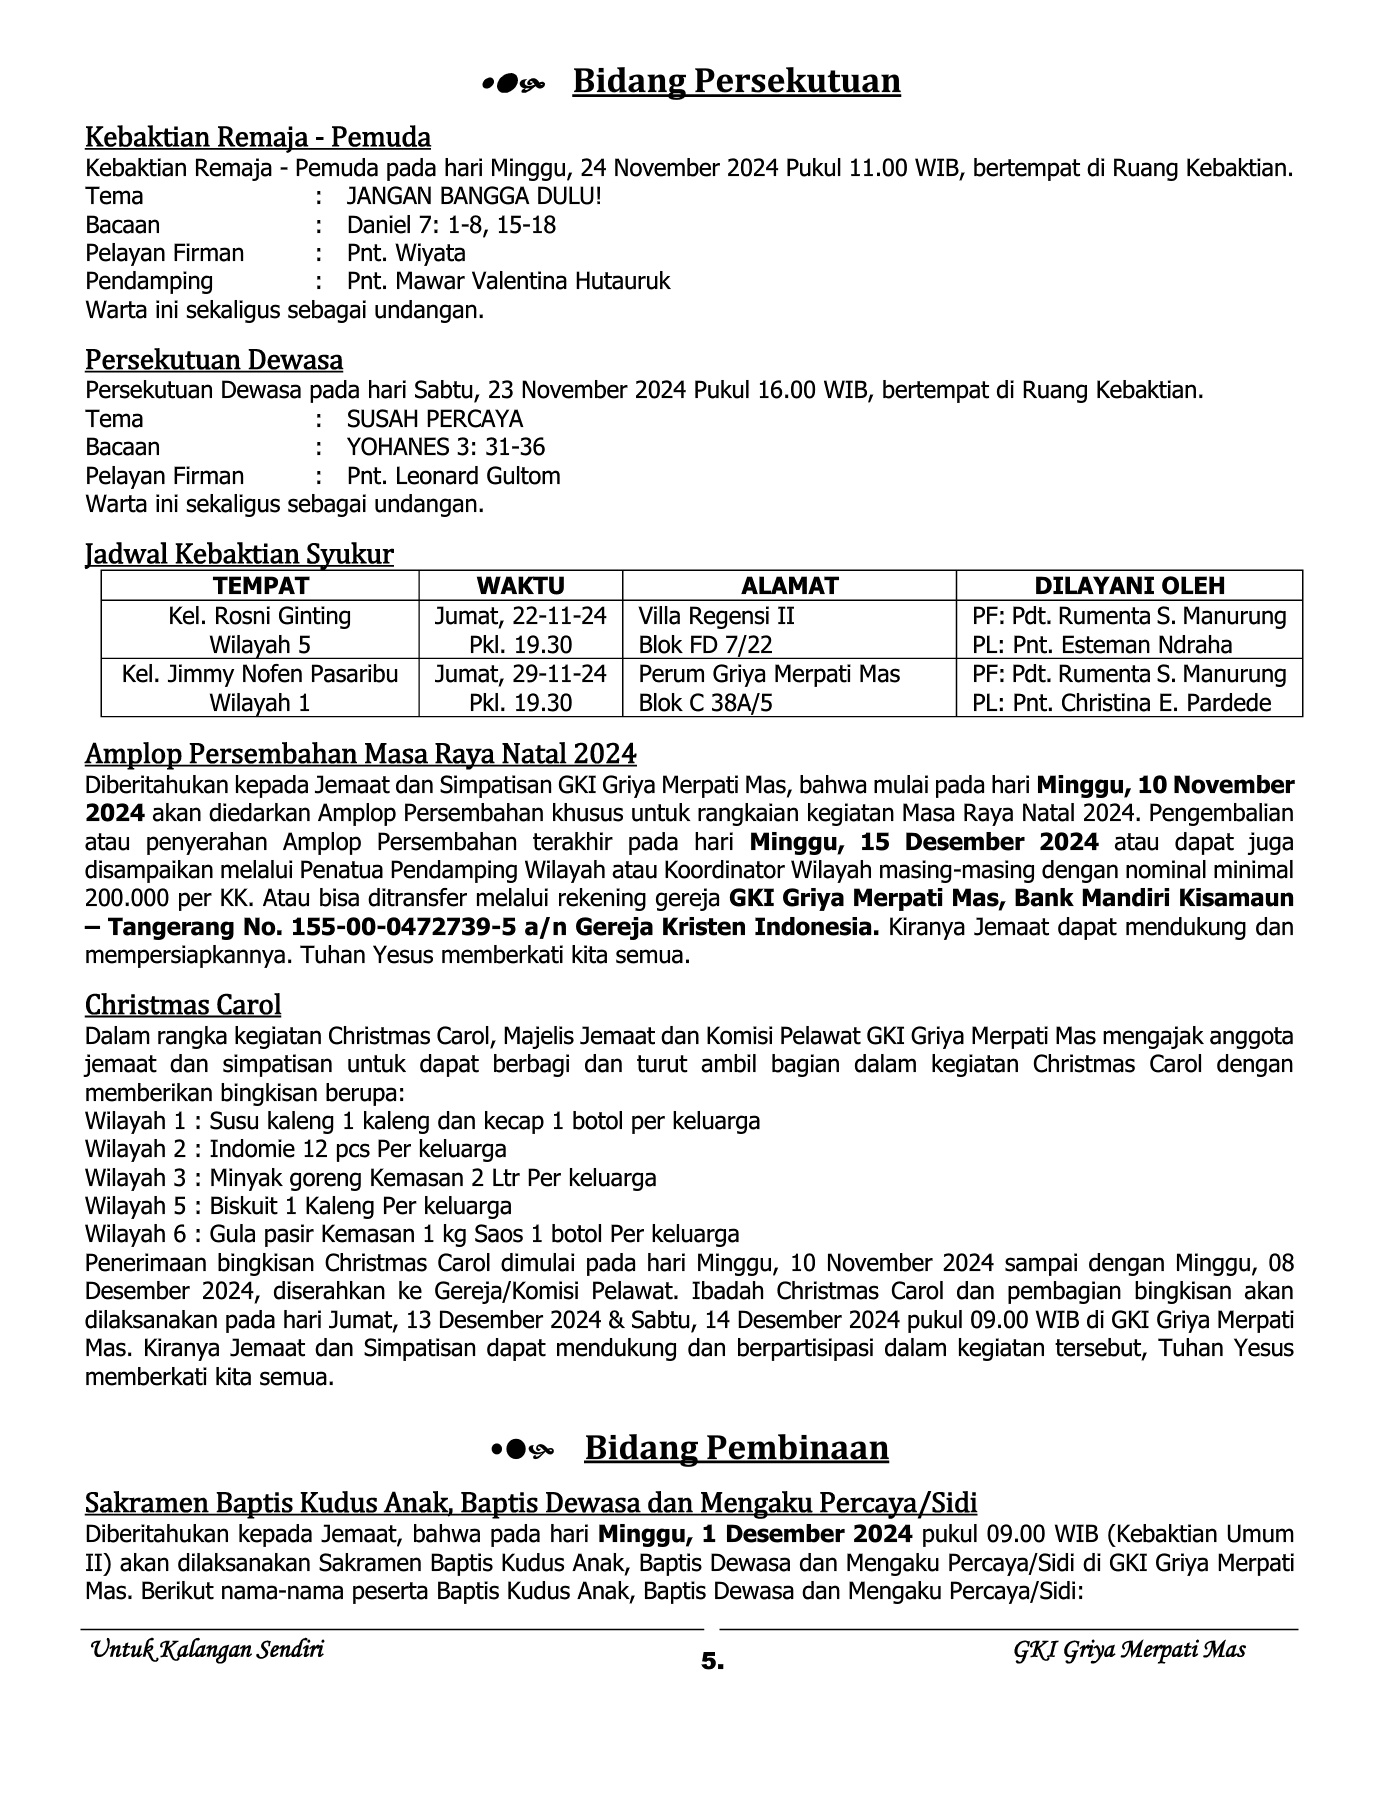 Bidang Persekutuan
Kebaktian Remaja - Pemuda
Kebaktian Remaja - Pemuda pada hari Minggu, 24 November 2024 Pukul 11.00 WIB, bertempat di Ruang Kebaktian.
Tema : JANGAN BANGGA DULU!
Bacaan : Daniel 7: 1-8, 15-18
Pelayan Firman : Pnt. Wiyata
Pendamping : Pnt. Mawar Valentina Hutauruk
Warta ini sekaligus sebagai undangan.
Persekutuan Dewasa
Persekutuan Dewasa pada hari Sabtu, 23 November 2024 Pukul 16.00 WIB, bertempat di Ruang Kebaktian.
Tema : SUSAH PERCAYA
Bacaan : YOHANES 3: 31-36
Pelayan Firman : Pnt. Leonard Gultom
Warta ini sekaligus sebagai undangan.
Jadwal Kebaktian Syukur
TEMPAT WAKTU ALAMAT DILAYANI OLEH
Kel. Rosni Ginting Jumat, 22-11-24 Villa Regensi II PF: Pdt. Rumenta S. Manurung
Wilayah 5 Pkl. 19.30 Blok FD 7/22 PL: Pnt. Esteman Ndraha
Kel. Jimmy Nofen Pasaribu Jumat, 29-11-24 Perum Griya Merpati Mas PF: Pdt. Rumenta S. Manurung
Wilayah 1 Pkl. 19.30 Blok C 38A/5 PL: Pnt. Christina E. Pardede
Amplop Persembahan Masa Raya Natal 2024
Diberitahukan kepada Jemaat dan Simpatisan GKI Griya Merpati Mas, bahwa mulai pada hari Minggu, 10 November
2024 akan diedarkan Amplop Persembahan khusus untuk rangkaian kegiatan Masa Raya Natal 2024. Pengembalian
atau penyerahan Amplop Persembahan terakhir pada hari Minggu, 15 Desember 2024 atau dapat juga
disampaikan melalui Penatua Pendamping Wilayah atau Koordinator Wilayah masing-masing dengan nominal minimal
200.000 per KK. Atau bisa ditransfer melalui rekening gereja GKI Griya Merpati Mas, Bank Mandiri Kisamaun
– Tangerang No. 155-00-0472739-5 a/n Gereja Kristen Indonesia. Kiranya Jemaat dapat mendukung dan
mempersiapkannya. Tuhan Yesus memberkati kita semua.
Christmas Carol
Dalam rangka kegiatan Christmas Carol, Majelis Jemaat dan Komisi Pelawat GKI Griya Merpati Mas mengajak anggota
jemaat dan simpatisan untuk dapat berbagi dan turut ambil bagian dalam kegiatan Christmas Carol dengan
memberikan bingkisan berupa:
Wilayah 1 : Susu kaleng 1 kaleng dan kecap 1 botol per keluarga
Wilayah 2 : Indomie 12 pcs Per keluarga
Wilayah 3 : Minyak goreng Kemasan 2 Ltr Per keluarga
Wilayah 5 : Biskuit 1 Kaleng Per keluarga
Wilayah 6 : Gula pasir Kemasan 1 kg Saos 1 botol Per keluarga
Penerimaan bingkisan Christmas Carol dimulai pada hari Minggu, 10 November 2024 sampai dengan Minggu, 08
Desember 2024, diserahkan ke Gereja/Komisi Pelawat. Ibadah Christmas Carol dan pembagian bingkisan akan
dilaksanakan pada hari Jumat, 13 Desember 2024 & Sabtu, 14 Desember 2024 pukul 09.00 WIB di GKI Griya Merpati
Mas. Kiranya Jemaat dan Simpatisan dapat mendukung dan berpartisipasi dalam kegiatan tersebut, Tuhan Yesus
memberkati kita semua.
Bidang Pembinaan
Sakramen Baptis Kudus Anak, Baptis Dewasa dan Mengaku Percaya/Sidi
Diberitahukan kepada Jemaat, bahwa pada hari Minggu, 1 Desember 2024 pukul 09.00 WIB (Kebaktian Umum
II) akan dilaksanakan Sakramen Baptis Kudus Anak, Baptis Dewasa dan Mengaku Percaya/Sidi di GKI Griya Merpati
Mas. Berikut nama-nama peserta Baptis Kudus Anak, Baptis Dewasa dan Mengaku Percaya/Sidi:
Untuk Kalangan Sendiri 5. GKI Griya Merpati Mas